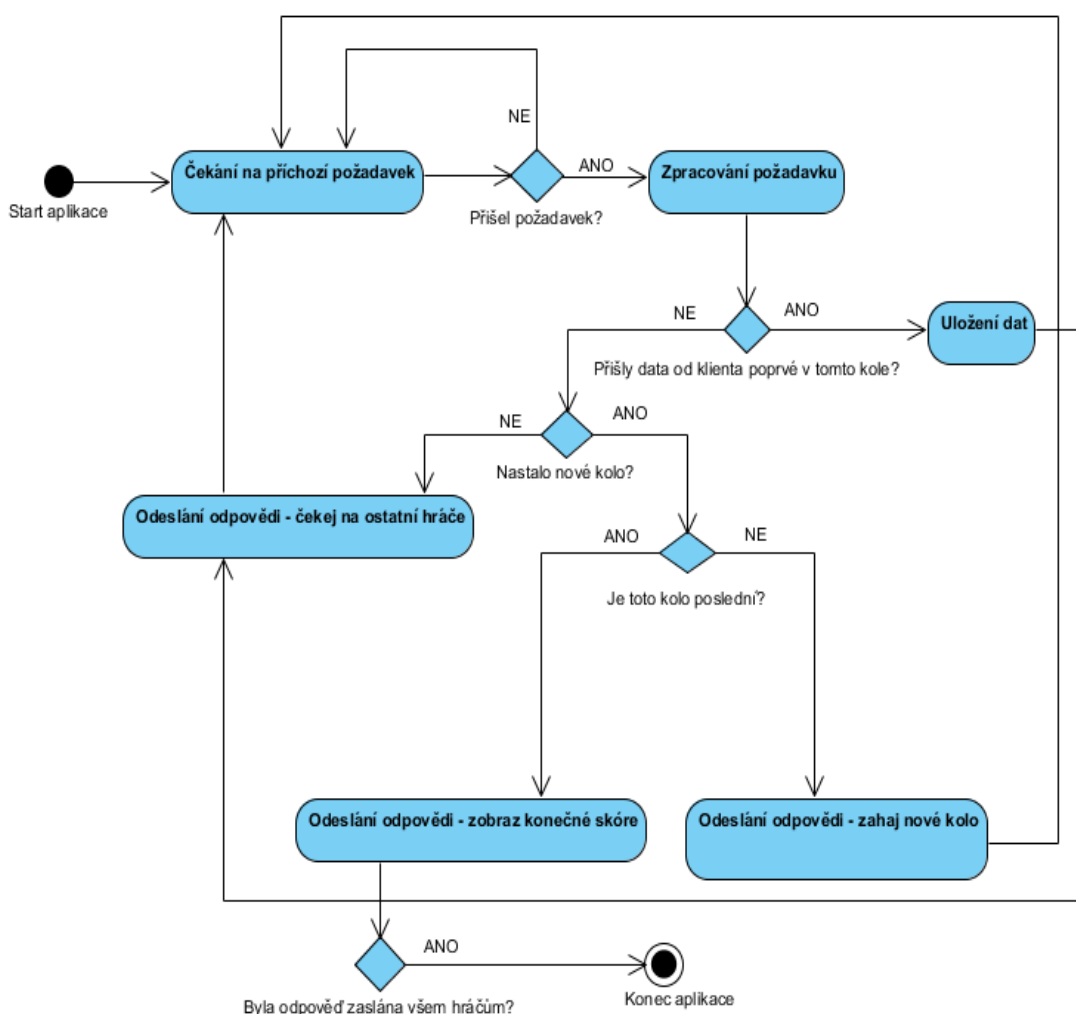 NE
Čekání na příchozí požadavek
ANO
Zpracování požadavku
Start aplikace
Přišel požadavek?
NE
ANO
Uložení dat
Přišly data od klienta poprvé v tomto kole?
NE
ANO
Nastalo nové kolo?
Odeslání odpovědi - čekej na ostatní hráče
ANO
NE
Je toto kolo poslední?
Odeslání odpovědi - zobraz konečné skóre
Odeslání odpovědi - zahaj nové kolo
ANO
Byla odpověď zaslána všem hráčům?
Konec aplikace